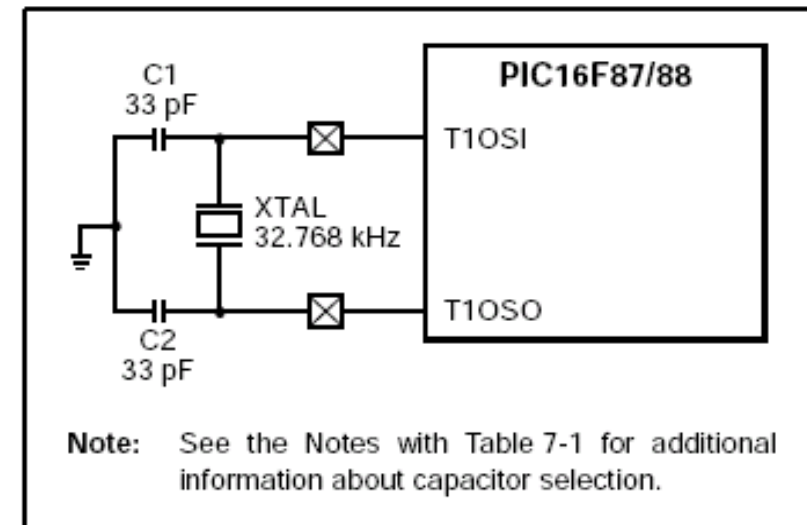 C1
33 pF
PIC16F87/88
T1OSI
XTAL
32.768 kHz
T1OSO
C2
33 pF
Note: See the Notes with Table 7-1 for additional
information about capacitor selection.